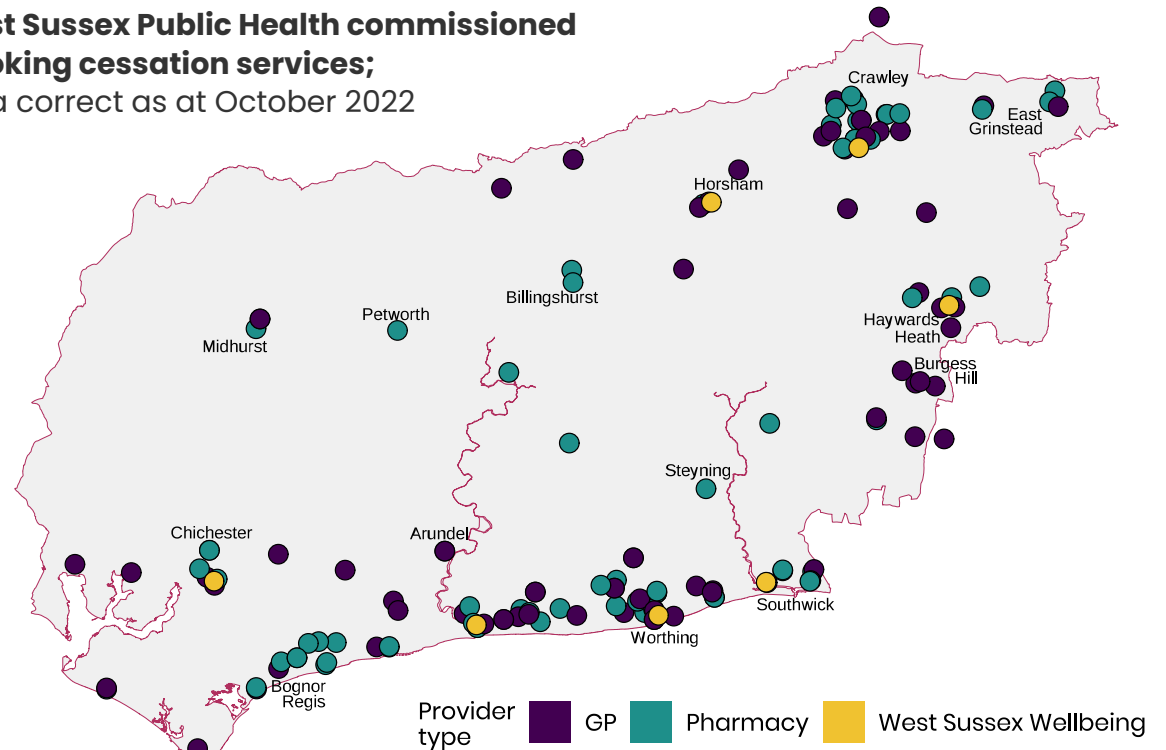 st Sussex Public Health commissioned
oking cessation services;
a correct as at October 2022
Crawley
East
Grinstead
Horsham
Billingshurst
Petworth
Midhurst
Haywards
Heath
Burgess
Hill
Steyning
Chichester
Arundel
Southwick
Worthing
Bognor
Regis
Provider
type
GP
Pharmacy
West Sussex Wellbeing